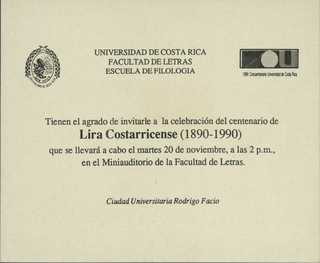 UNIVERSIDAD DE COSTA RICA
FACULTAD DE LETRAS
ESCUELA DE FILOLOGIA
Tienen el agrado de invitarle a la celebración del centenario de
Lira Costarricense (1890-1990)
que se llevará a cabo el martes 20 de noviembre, a las 2 p.m.,
en el Miniauditorio de la Facultad de Letras.
Ciudad Universitaria Rodrigo Facio